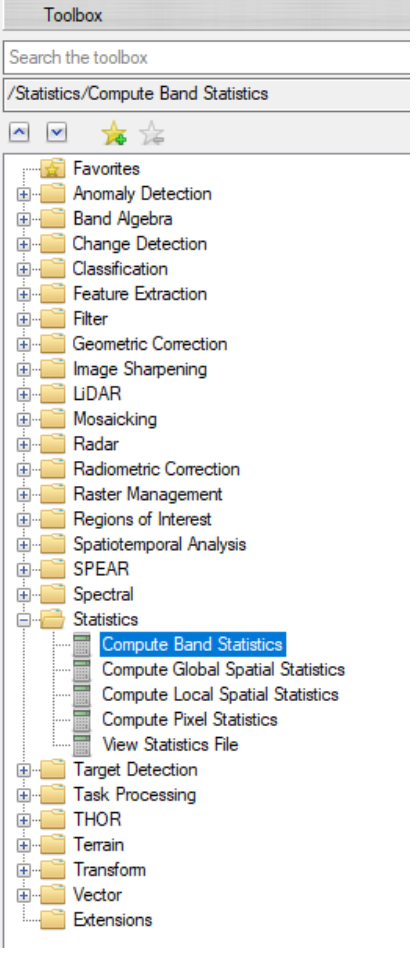 Toolbox
Search the toolbox
/Statistics/Compute Band Statistics
Favorites
Anomaly Detection
Band Algebra
Change Detection
Classification
Feature Extraction
Filter
Geometric Correction
Image Sharpening
LiDAR
Mosaicking
Radar
Radiometric Correction
Raster Management
Regions of Interest
Spatiotemporal Analysis
SPEAR
Spectral
Statistics
Compute Band Statistics
Compute Global Spatial Statistics
Compute Local Spatial Statistics
Compute Pixel Statistics
View Statistics File
Target Detection
Task Processing
THOR
Terrain
Transform
Vector
Extensions